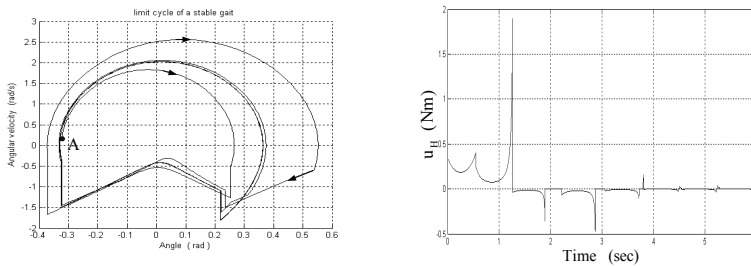 limit cycle of a stable gait
3
2.5
2
1.5
1
0.5
0
-0.5
-1
-1.5
-2
Angular velocity (rad/s)
A
-0.4 -0.3 -0.2 -0.1 0 0.1 0.2 0.3 0.4 0.5 0.6
Angle ( rad )
2
1.5
1
0.5
0
-0.5
u_H (Nm)
0 1 2 3 4 5 6
Time (sec)